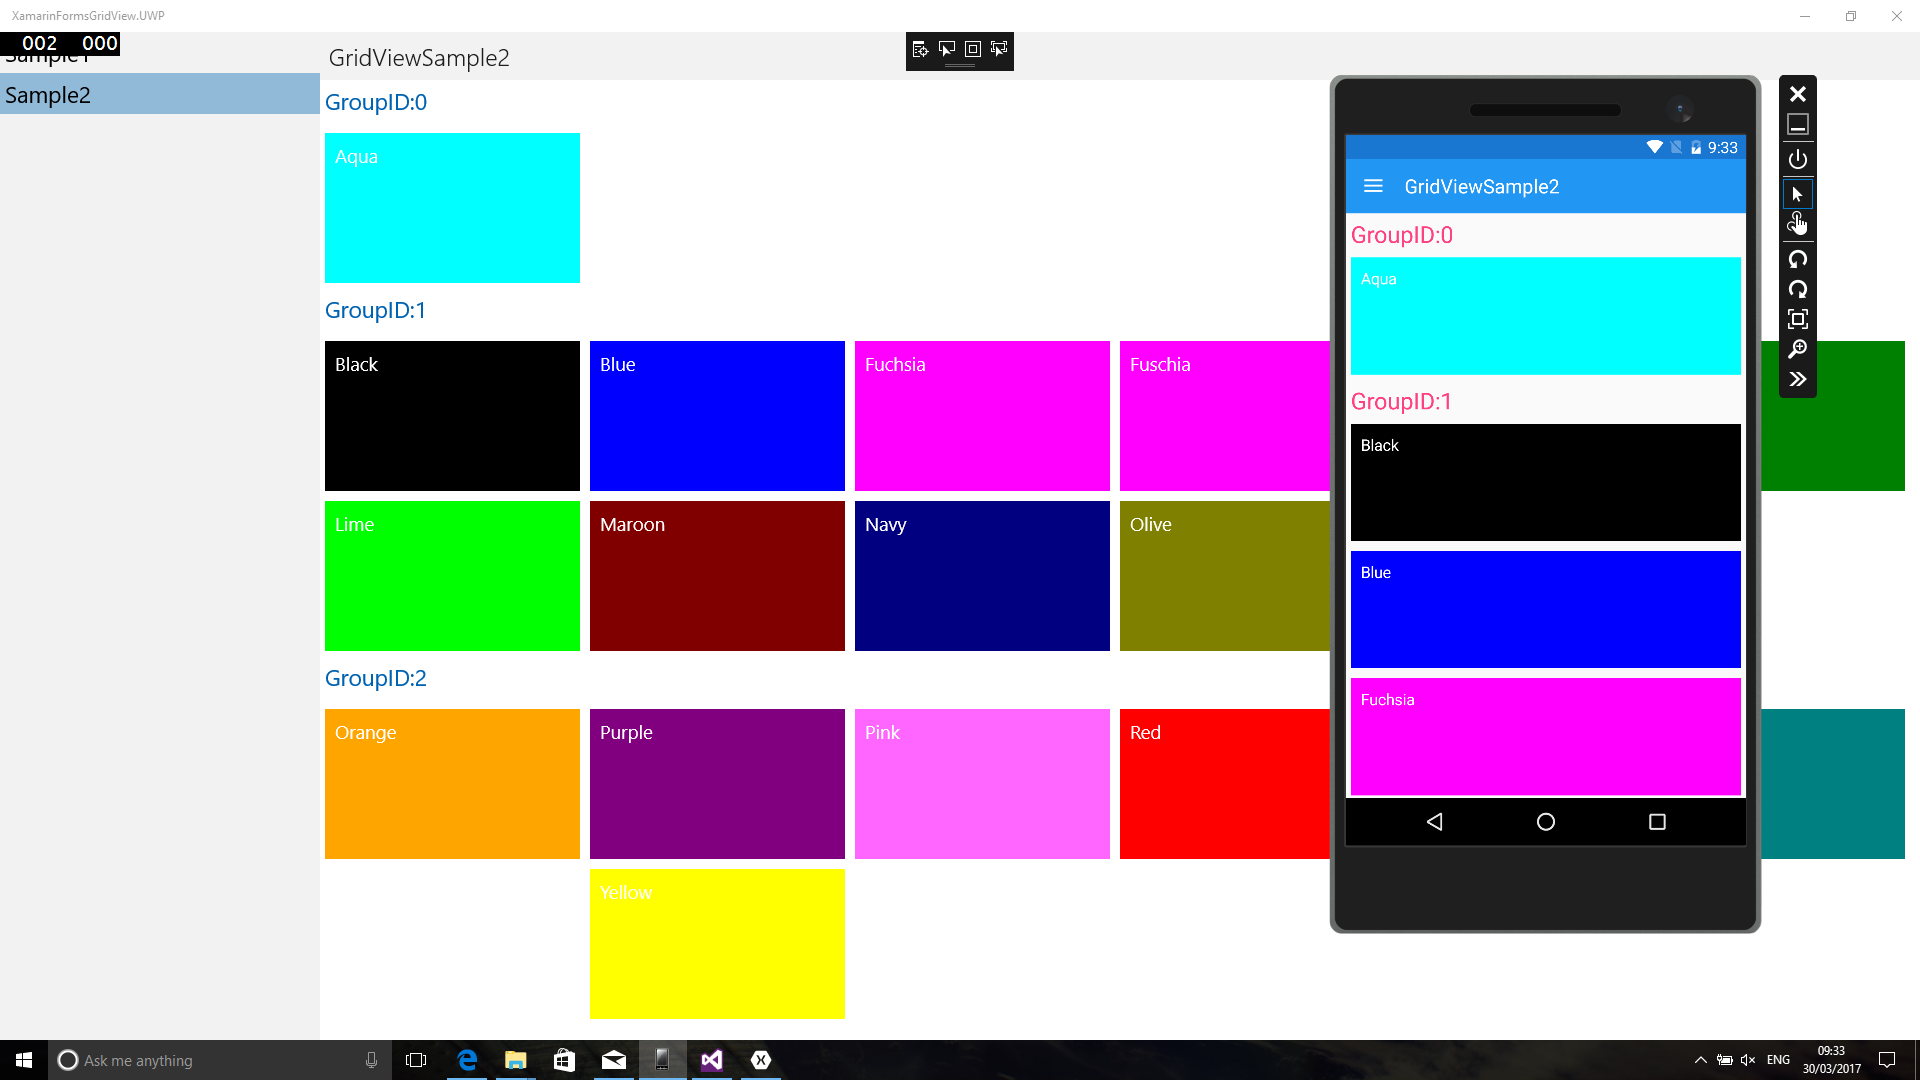 XamarinFormsGridView.UWP
002 000
Sample1
Sample2
GridViewSample2
GroupID:0
Aqua
GroupID:1
Black
Blue
Fuchsia
Fuschia
Lime
Maroon
Navy
Olive
GroupID:2
Orange
Purple
Pink
Red
Yellow
9:33
GridViewSample2
GroupID:0
Aqua
GroupID:1
Black
Blue
Fuchsia
Ask me anything
ENG
09:33
30/03/2017